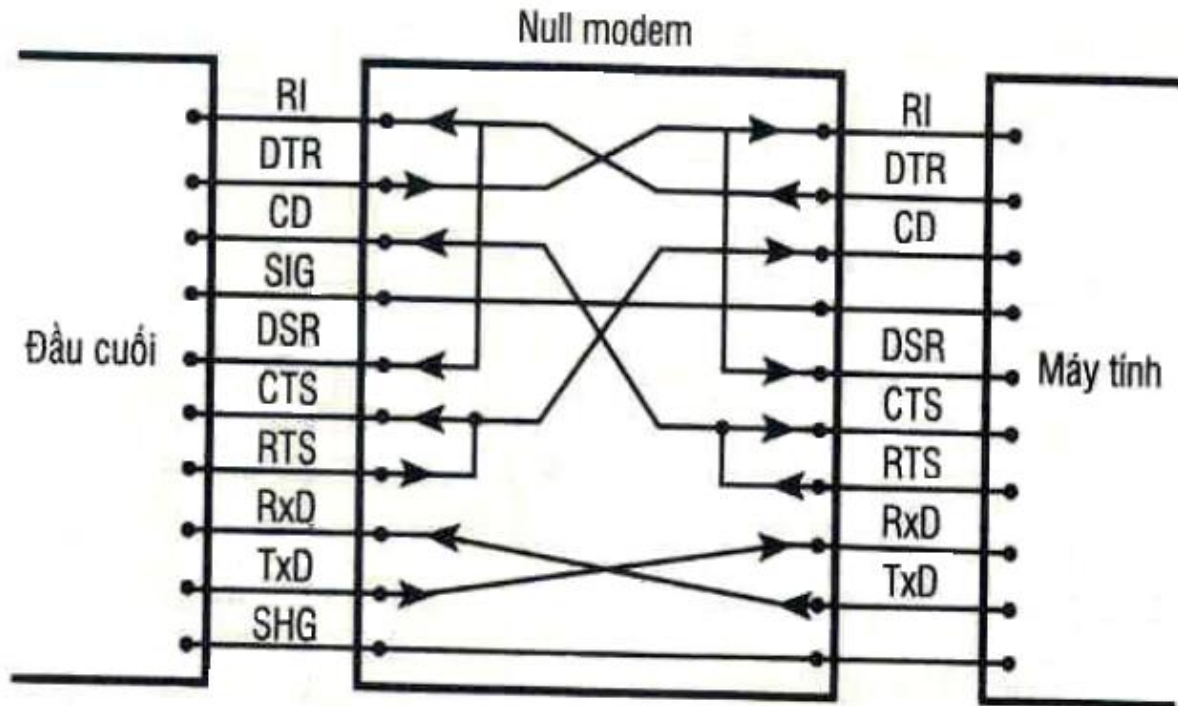 Null modem
RI
DTR
CD
SIG
DSR
CTS
RTS
RxD
TxD
SHG
Đầu cuối
RI
DTR
CD
DSR
CTS
RTS
RxD
TxD
Máy tính